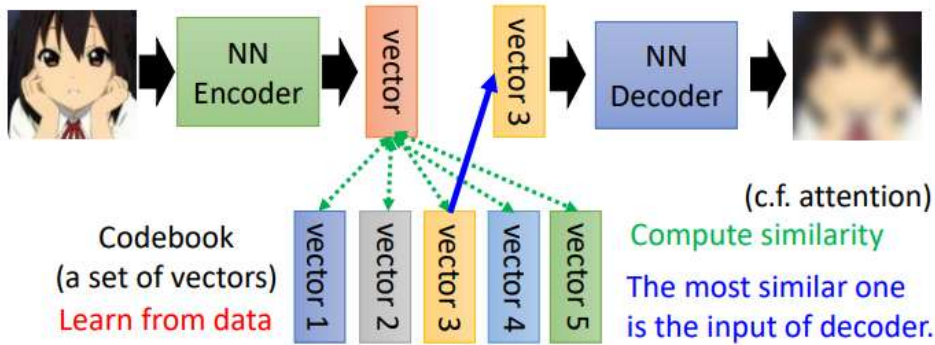 NN
Encoder
vector
vector 3
NN
Decoder
(c.f. attention)
Compute similarity
The most similar one
is the input of decoder.
Codebook
(a set of vectors)
Learn from data
vector 1
vector 2
vector 3
vector 4
vector 5